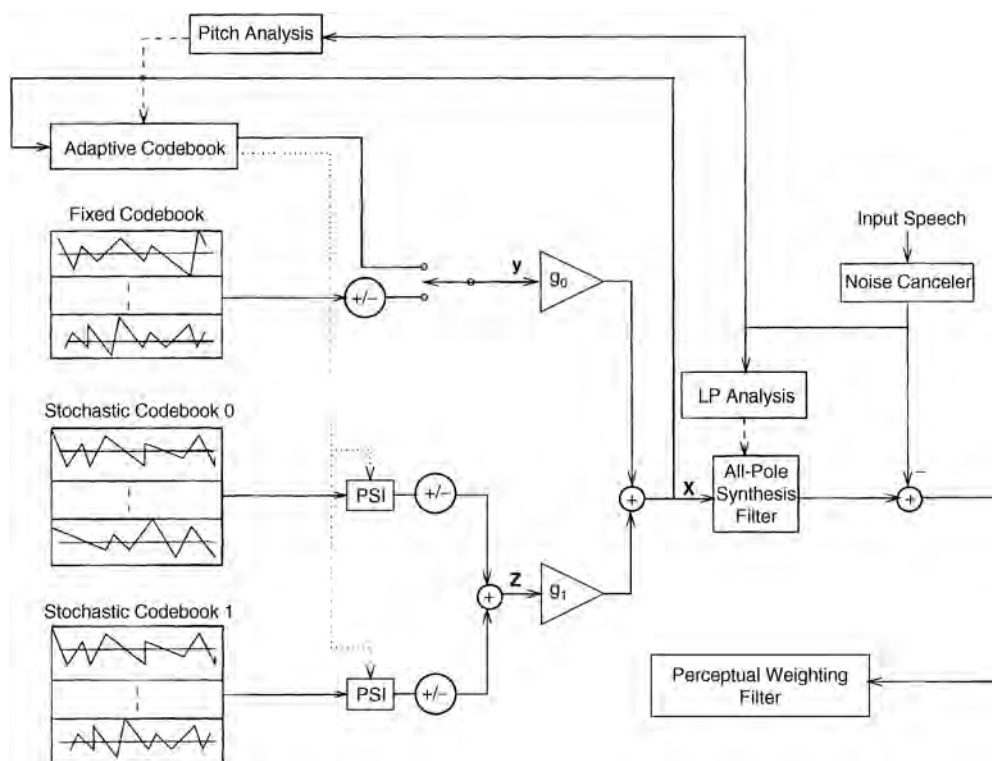 Pitch Analysis
Adaptive Codebook
Fixed Codebook
Input Speech
y
g0
+/−
Noise Canceler
LP Analysis
Stochastic Codebook 0
−
PSI
+/−
+
X
All-Pole
Synthesis
Filter
+
+
Z
g1
Stochastic Codebook 1
PSI
+/−
Perceptual Weighting
Filter